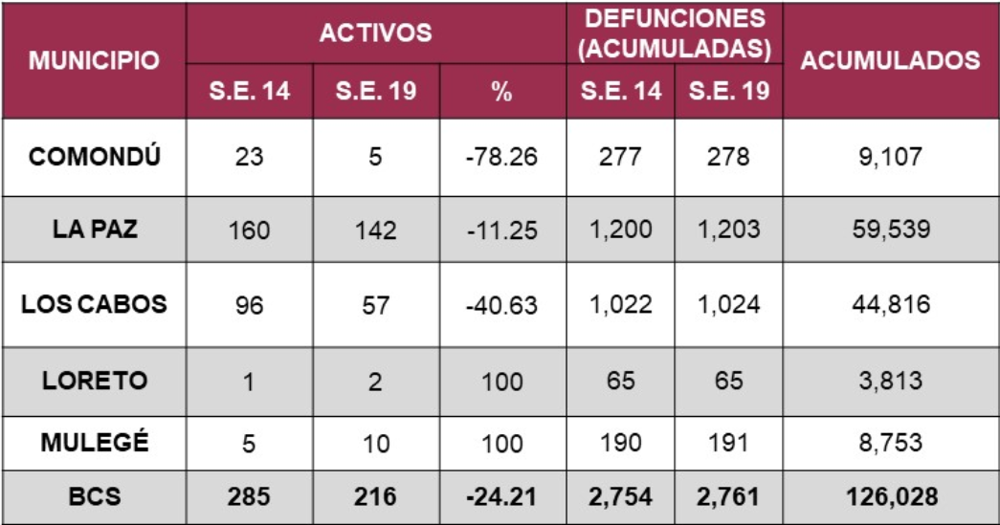 MUNICIPIO ACTIVOS DEFUNCIONES (ACUMULADAS) ACUMULADOS
S.E. 14 S.E. 19 % S.E. 14 S.E. 19
COMONDÚ 23 5 -78.26 277 278 9,107
LA PAZ 160 142 -11.25 1,200 1,203 59,539
LOS CABOS 96 57 -40.63 1,022 1,024 44,816
LORETO 1 2 100 65 65 3,813
MULEGÉ 5 10 100 190 191 8,753
BCS 285 216 -24.21 2,754 2,761 126,028